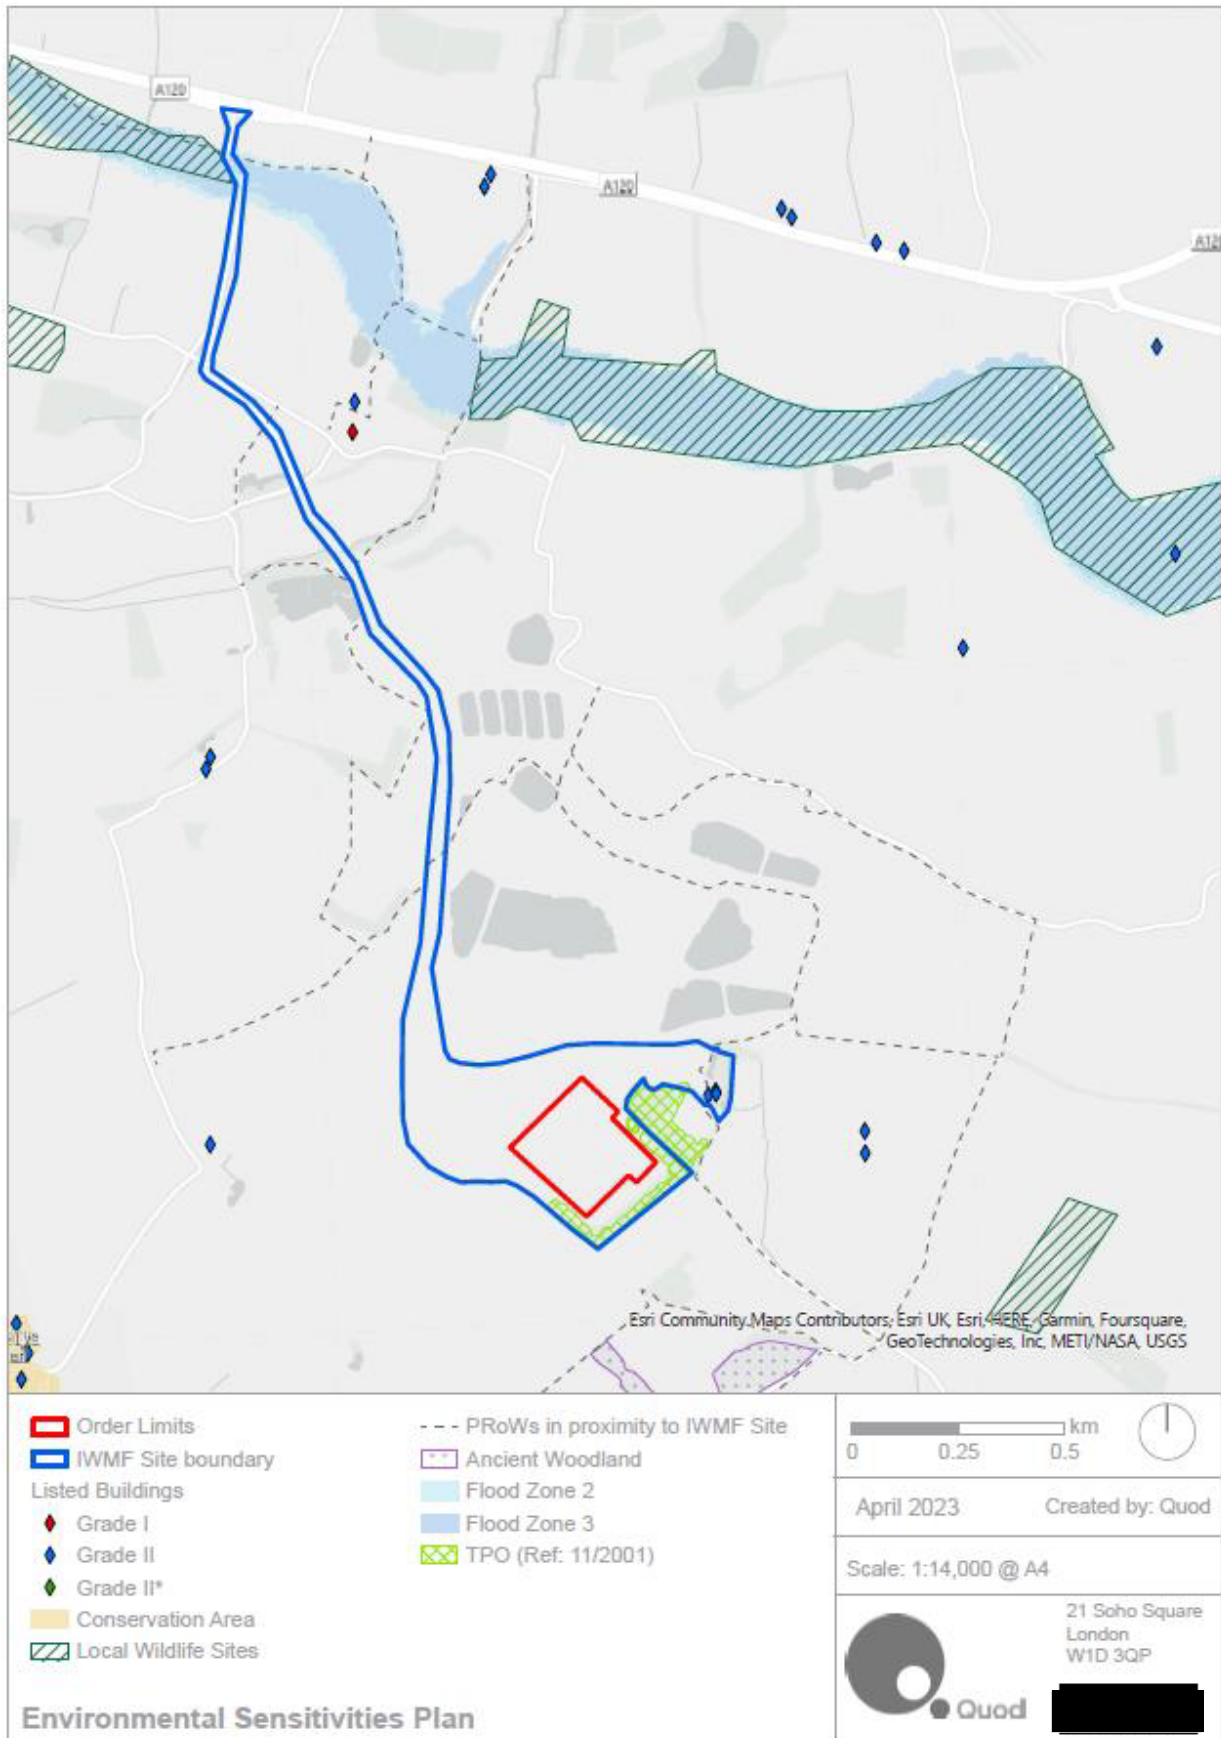 A120
A120
A120
Esri Community Maps Contributors, Esri UK, Esri, HERE, Garmin, Foursquare,
GeoTechnologies, Inc, METI/NASA, USGS
Order Limits
IWMF Site boundary
Listed Buildings
Grade I
Grade II
Grade II*
Conservation Area
Local Wildlife Sites
PRoWs in proximity to IWMF Site
Ancient Woodland
Flood Zone 2
Flood Zone 3
TPO (Ref: 11/2001)
Environmental Sensitivities Plan
km
0 0.25 0.5
April 2023 Created by: Quod
Scale: 1:14,000 @ A4
21 Soho Square
London
W1D 3QP
Quod